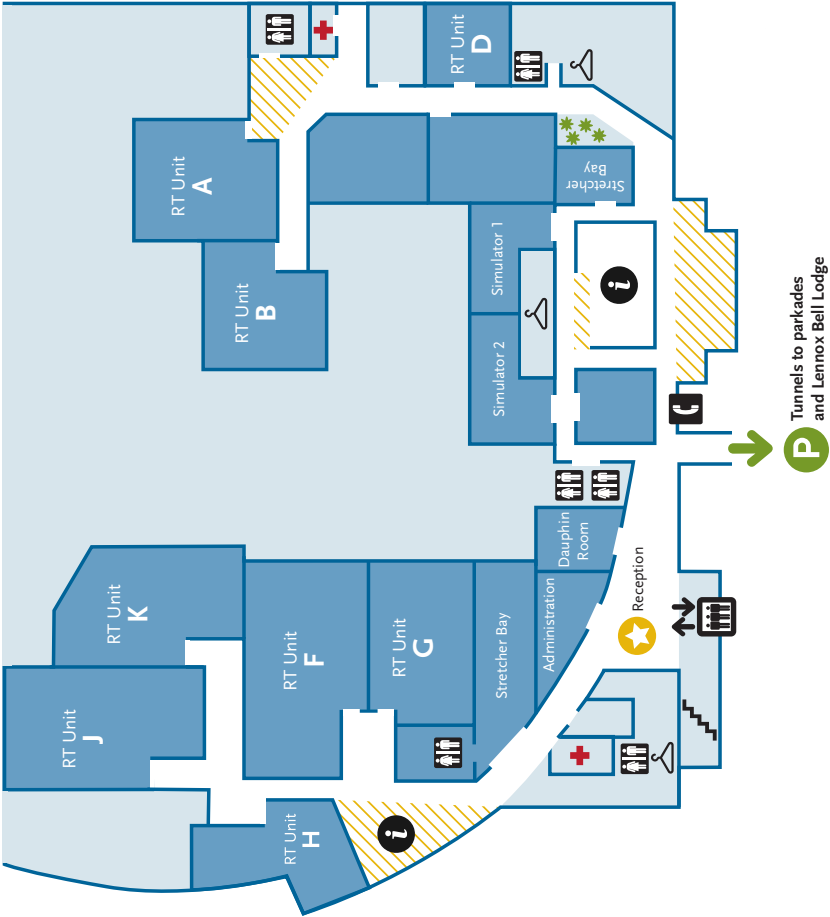 RT Unit
D
RT Unit
A
Stretcher
Bay
RT Unit
B
Simulator 1
i
Simulator 2
Tunnels to parkades
and Lennox Bell Lodge
P
Dauphin
Room
RT Unit
K
Reception
Administration
RT Unit
F
RT Unit
G
Stretcher Bay
RT Unit
J
RT Unit
H
i